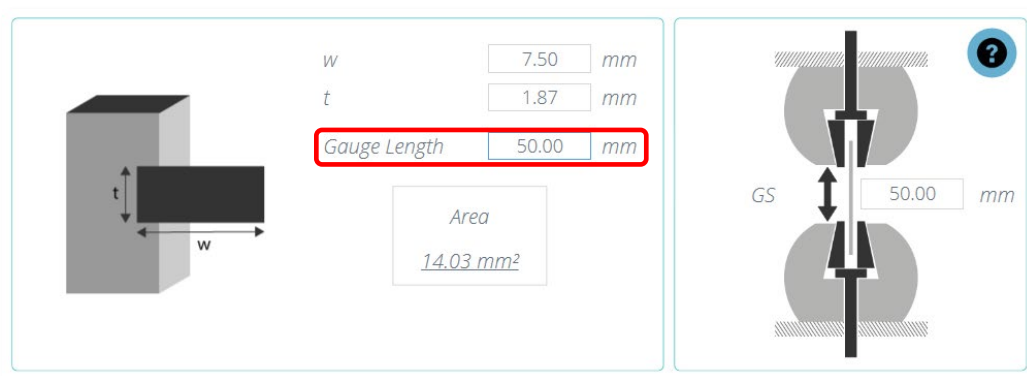 w 7.50 mm
t 1.87 mm
Gauge Length 50.00 mm
Area
14.03 mm²
t
w
?
GS 50.00 mm